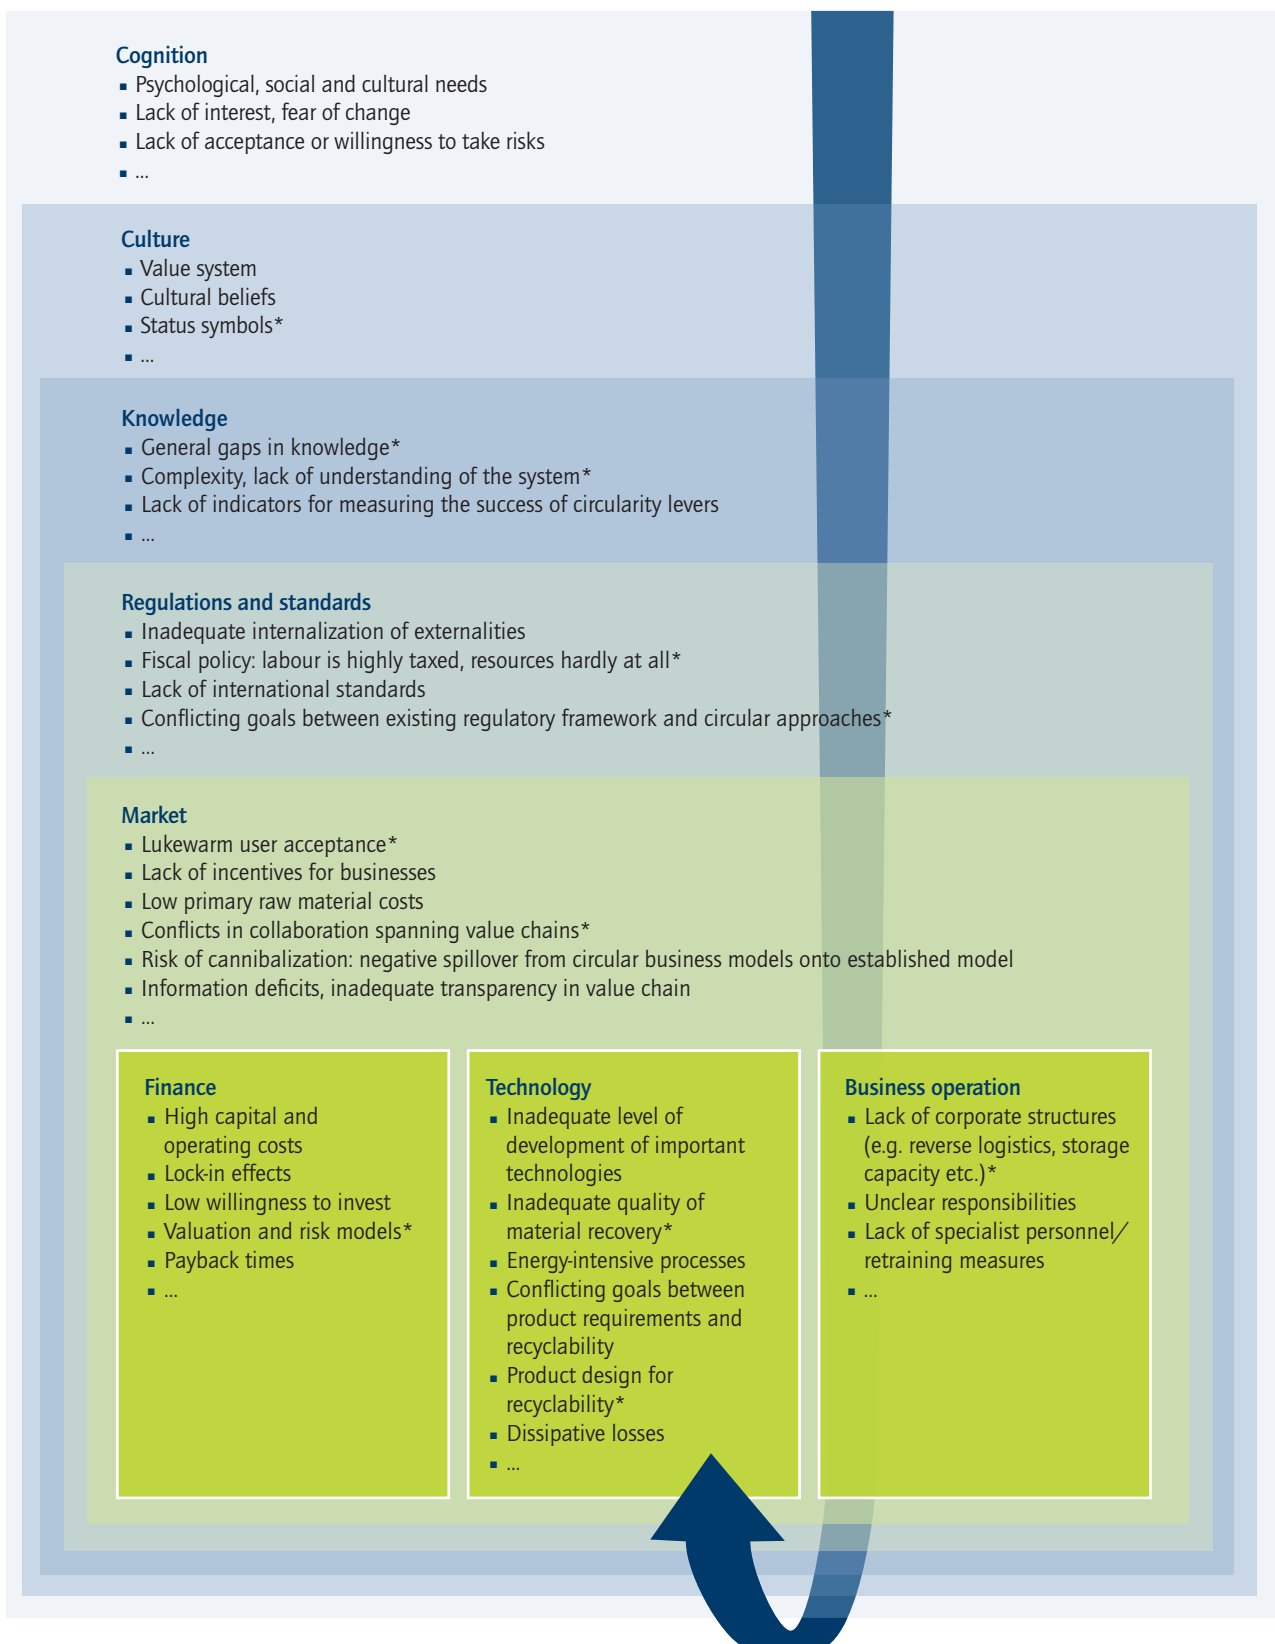 Cognition
▪ Psychological, social and cultural needs
▪ Lack of interest, fear of change
▪ Lack of acceptance or willingness to take risks
▪ ...
Culture
▪ Value system
▪ Cultural beliefs
▪ Status symbols*
▪ ...
Knowledge
▪ General gaps in knowledge*
▪ Complexity, lack of understanding of the system*
▪ Lack of indicators for measuring the success of circularity levers
▪ ...
Regulations and standards
▪ Inadequate internalization of externalities
▪ Fiscal policy: labour is highly taxed, resources hardly at all*
▪ Lack of international standards
▪ Conflicting goals between existing regulatory framework and circular approaches*
▪ ...
Market
▪ Lukewarm user acceptance*
▪ Lack of incentives for businesses
▪ Low primary raw material costs
▪ Conflicts in collaboration spanning value chains*
▪ Risk of cannibalization: negative spillover from circular business models onto established model
▪ Information deficits, inadequate transparency in value chain
▪ ...
Finance
▪ High capital and
operating costs
▪ Lock-in effects
▪ Low willingness to invest
▪ Valuation and risk models*
▪ Payback times
▪ ...
Technology
▪ Inadequate level of
development of important
technologies
▪ Inadequate quality of
material recovery*
▪ Energy-intensive processes
▪ Conflicting goals between
product requirements and
recyclability
▪ Product design for
recyclability*
▪ Dissipative losses
▪ ...
Business operation
▪ Lack of corporate structures
(e.g. reverse logistics, storage
capacity etc.)*
▪ Unclear responsibilities
▪ Lack of specialist personnel/
retraining measures
▪ ...